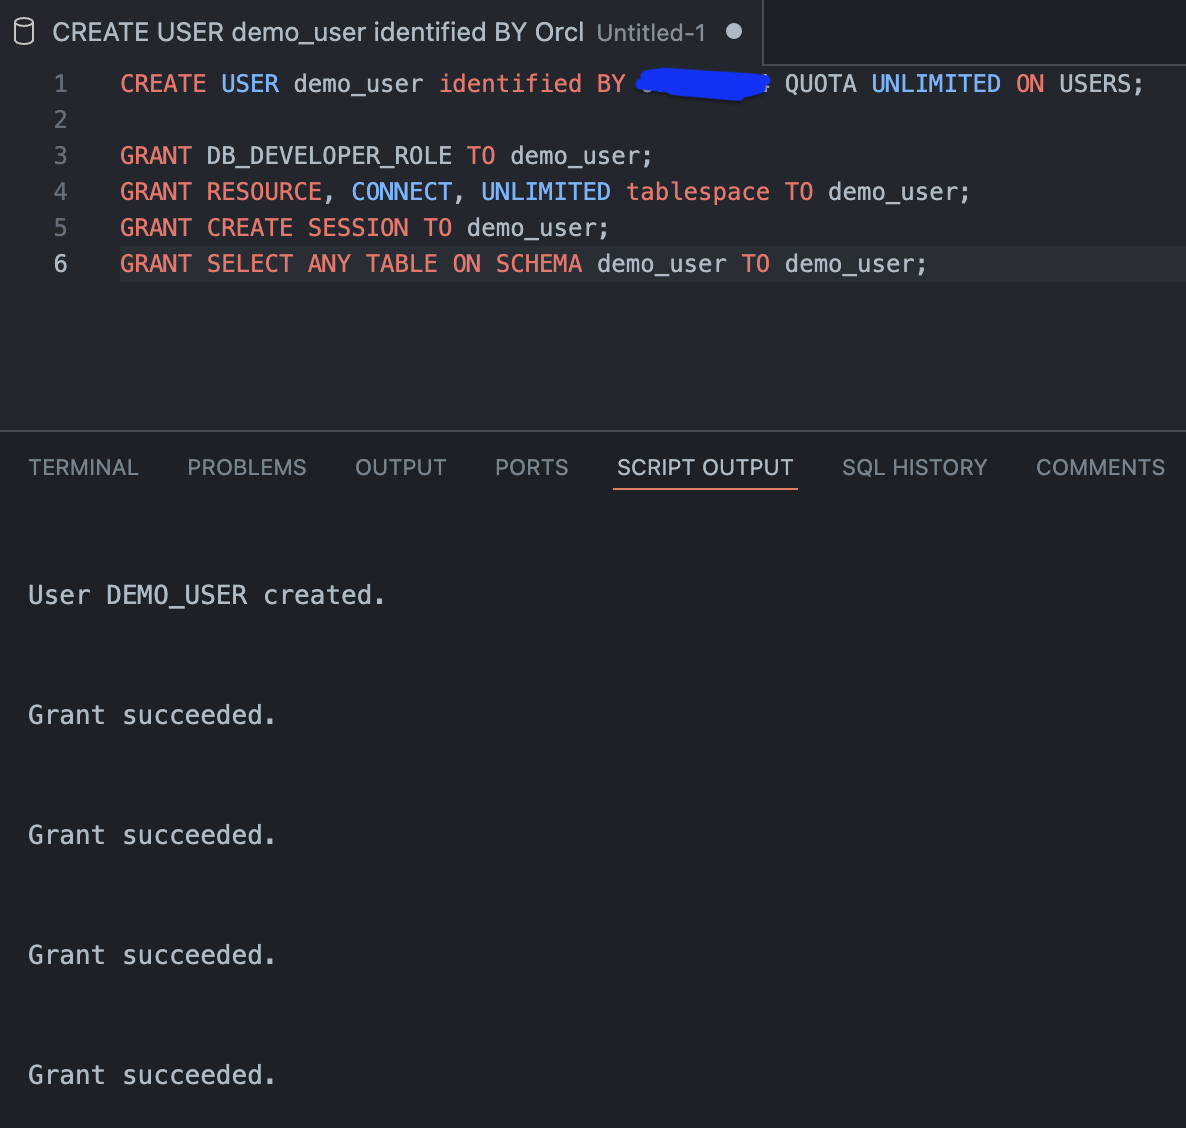 CREATE USER demo_user identified BY Orcl Untitled-1
1 CREATE USER demo_user identified BY QUOTA UNLIMITED ON USERS;
2
3 GRANT DB_DEVELOPER_ROLE TO demo_user;
4 GRANT RESOURCE, CONNECT, UNLIMITED tablespace TO demo_user;
5 GRANT CREATE SESSION TO demo_user;
6 GRANT SELECT ANY TABLE ON SCHEMA demo_user TO demo_user;
TERMINAL PROBLEMS OUTPUT PORTS SCRIPT OUTPUT SQL HISTORY COMMENTS
User DEMO_USER created.
Grant succeeded.
Grant succeeded.
Grant succeeded.
Grant succeeded.